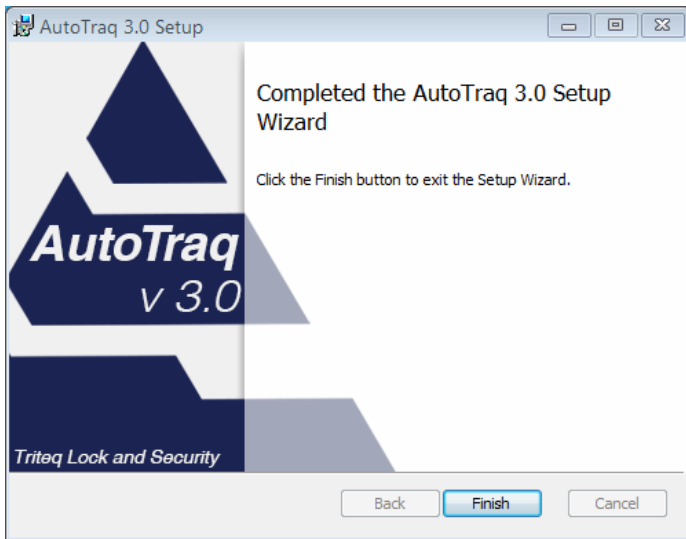 AutoTraq 3.0 Setup
Completed the AutoTraq 3.0 Setup
Wizard
Click the Finish button to exit the Setup Wizard.
AutoTraq
v 3.0
Triteq Lock and Security
Back Finish Cancel